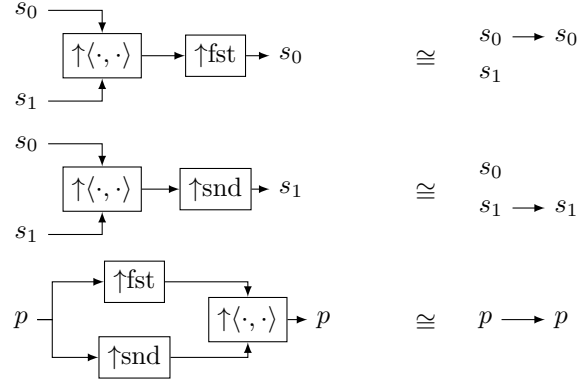 s₀
↑⟨·, ·⟩ ↑fst s₀ ≅ s₀ s₀
s₁ s₁
s₀
↑⟨·, ·⟩ ↑snd s₁ ≅ s₀
s₁ s₁ s₁
↑fst
p ↑⟨·, ·⟩ p ≅ p p
↑snd